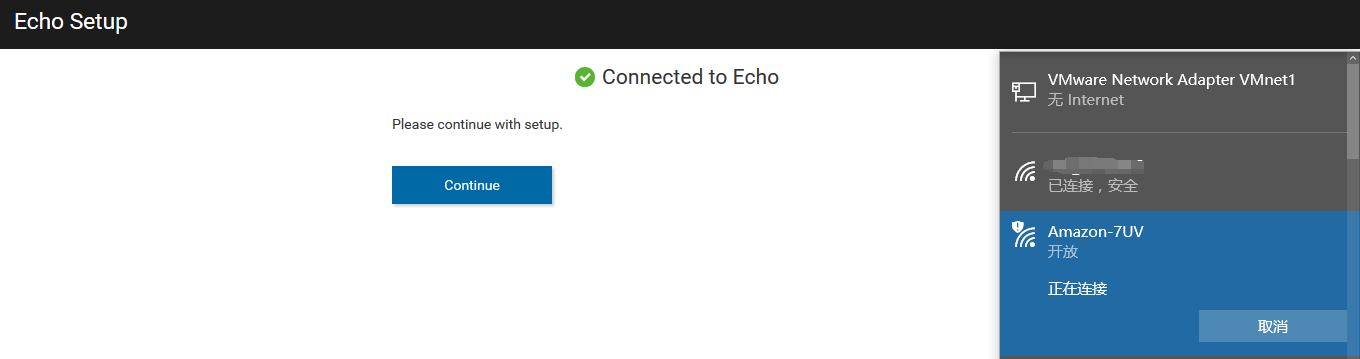 Echo Setup
Connected to Echo
Please continue with setup.
Continue
VMware Network Adapter VMnet1
无 Internet
已连接，安全
Amazon-7UV
开放
正在连接
取消